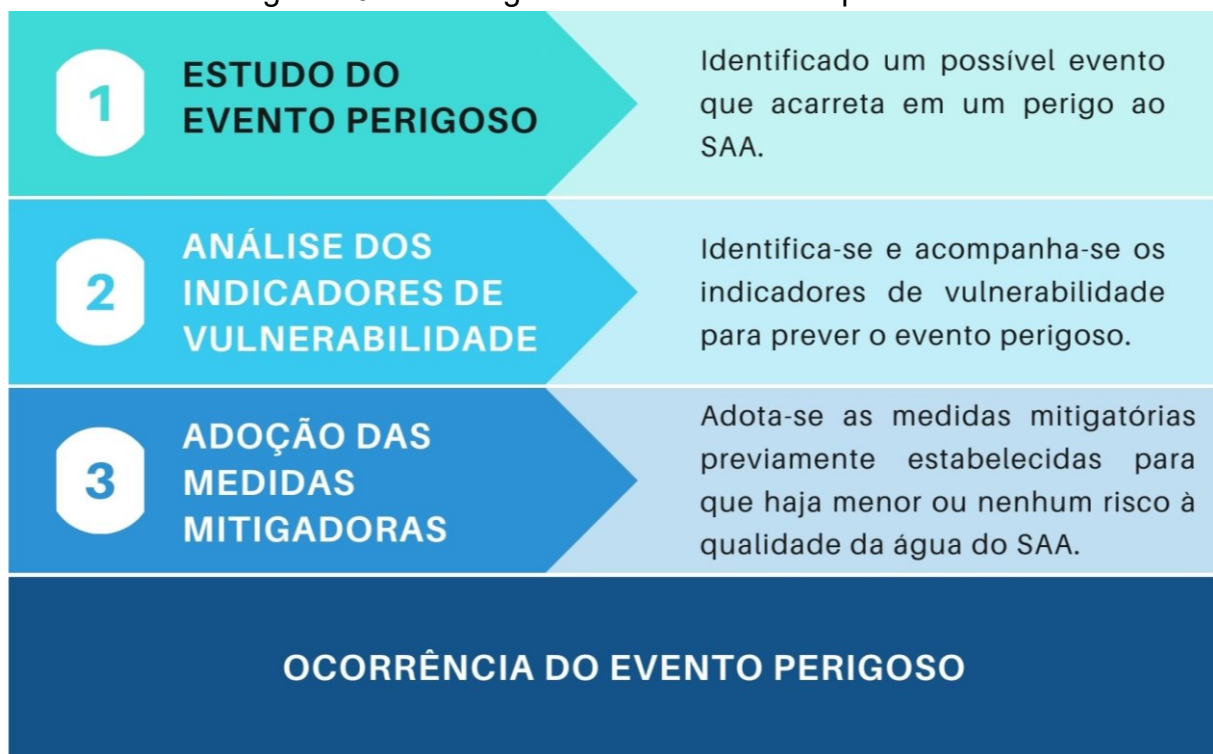 1
ESTUDO DO
EVENTO PERIGOSO
Identificado um possível evento
que acarreta em um perigo ao
SAA.
2
ANÁLISE DOS
INDICADORES DE
VULNERABILIDADE
Identifica-se e acompanha-se os
indicadores de vulnerabilidade
para prever o evento perigoso.
3
ADOÇÃO DAS
MEDIDAS
MITIGADORAS
Adota-se as medidas mitigatórias
previamente estabelecidas para
que haja menor ou nenhum risco à
qualidade da água do SAA.
OCORRÊNCIA DO EVENTO PERIGOSO